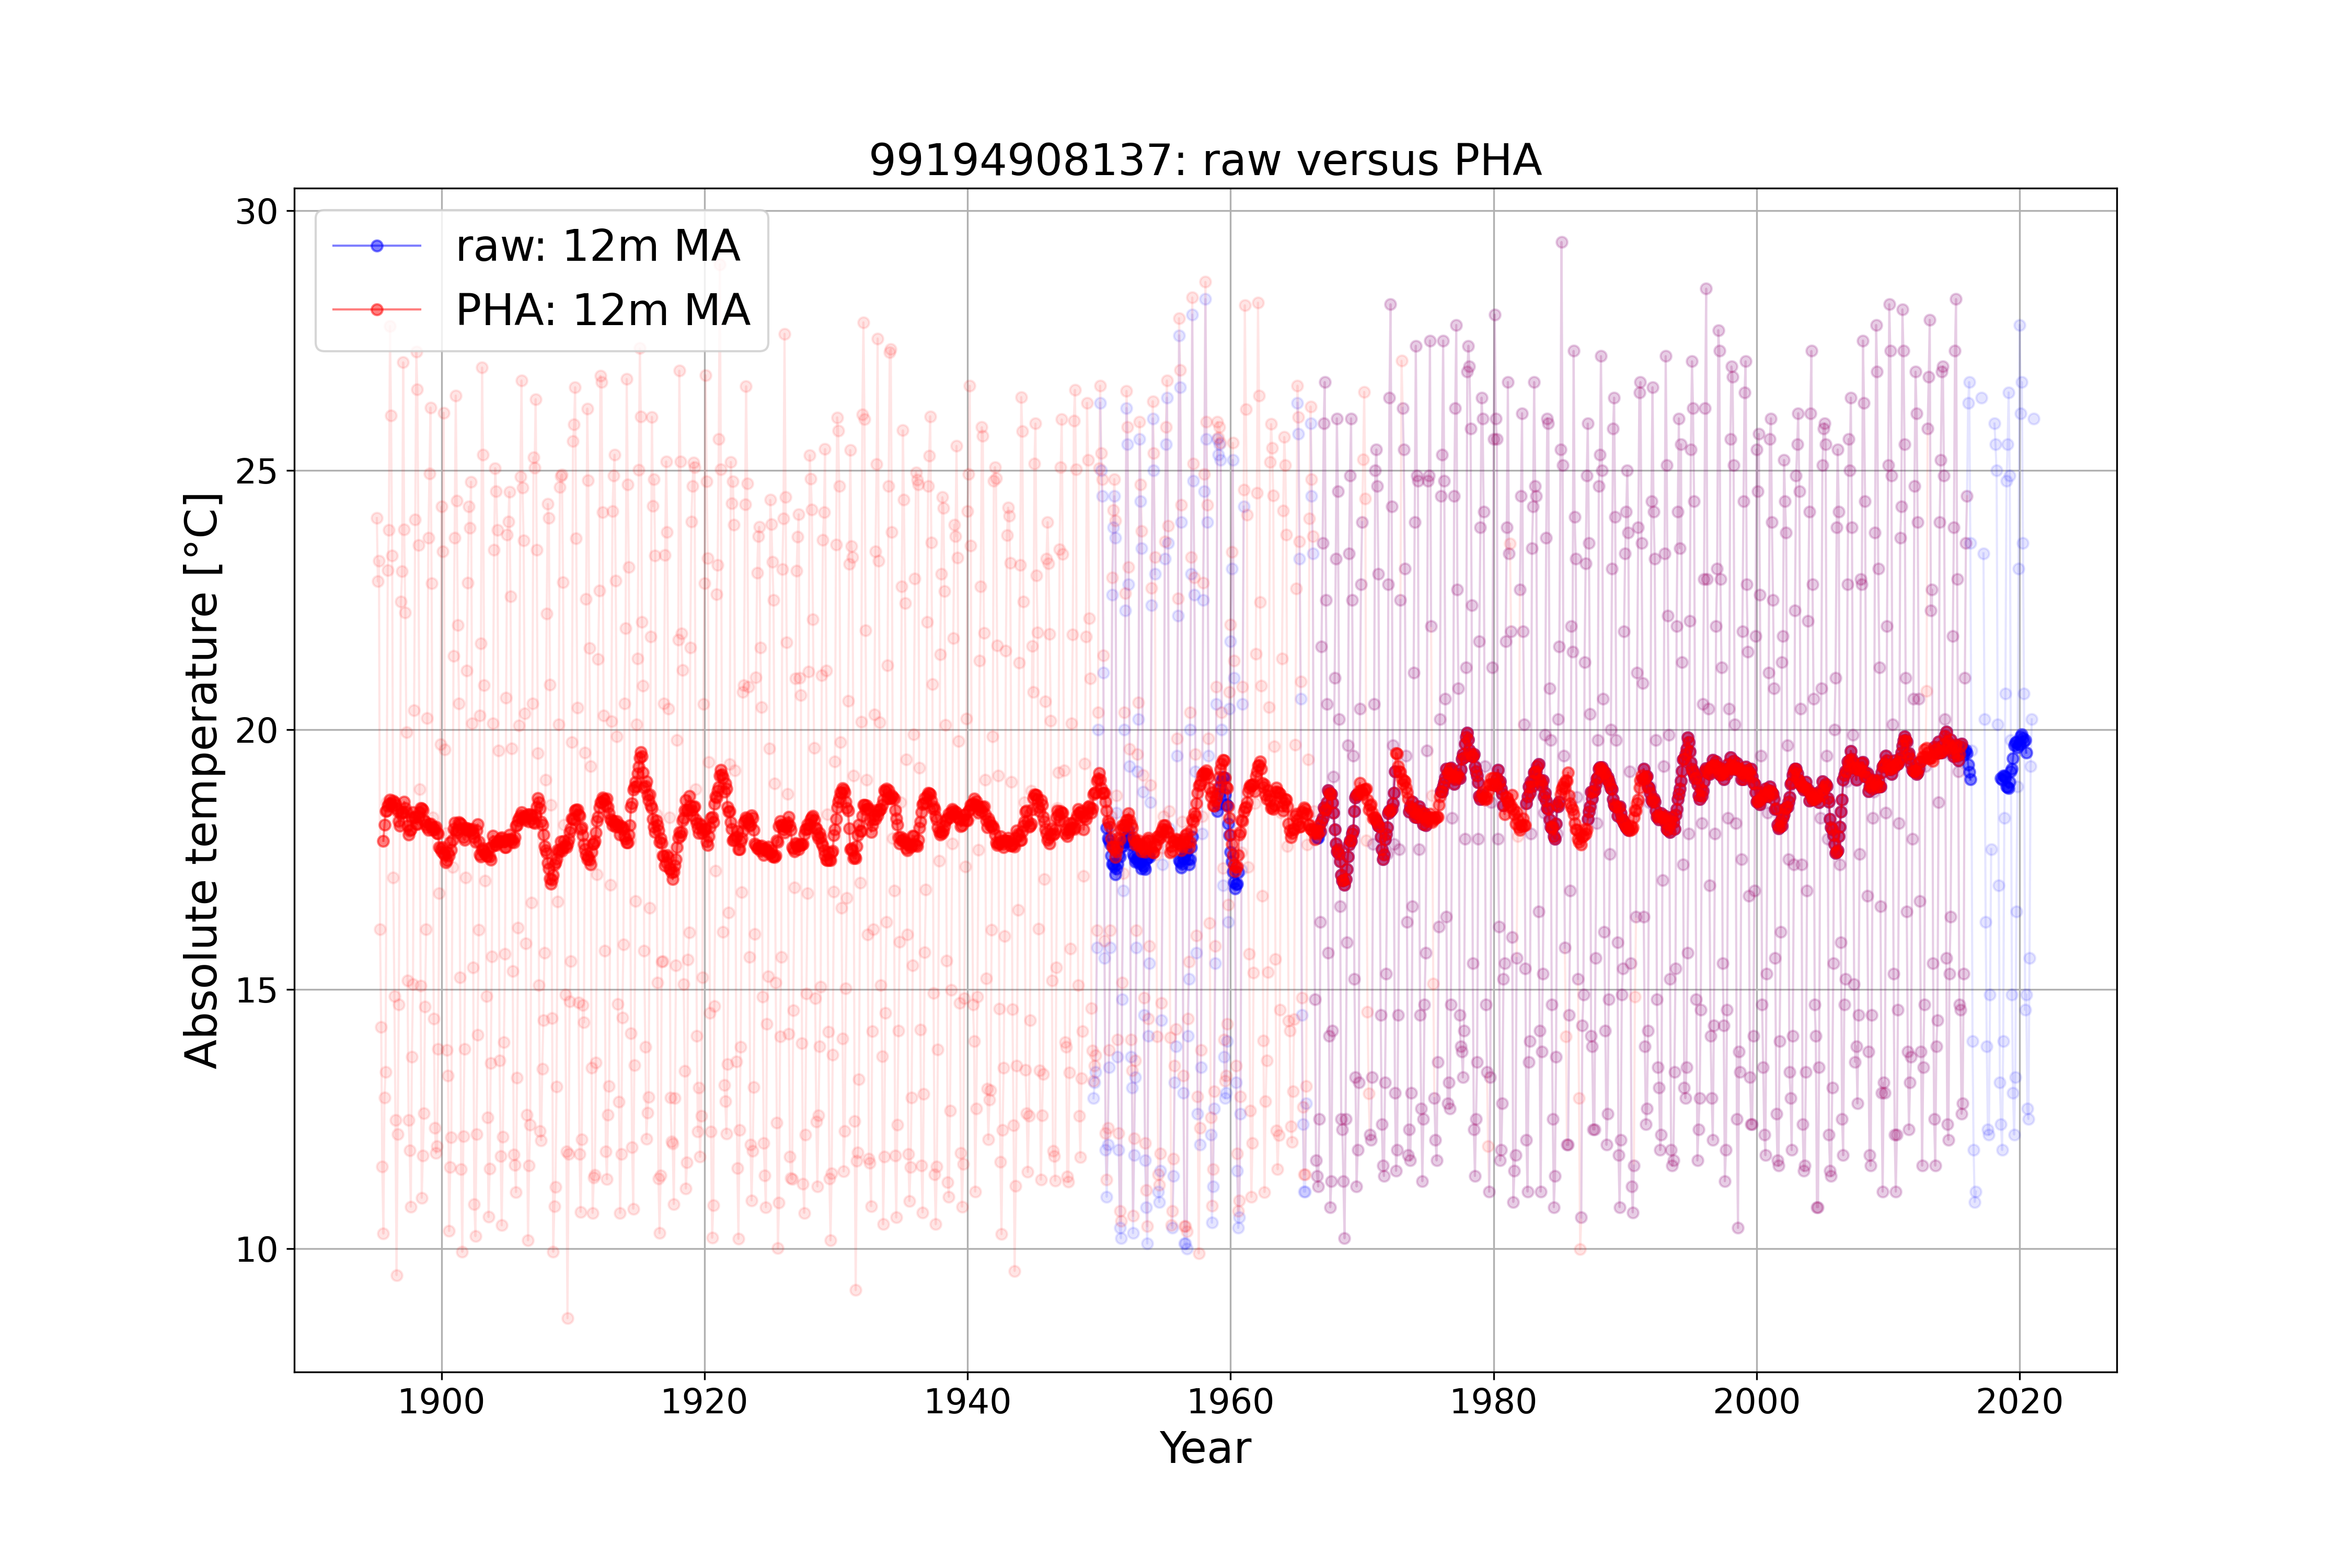 99194908137: raw versus PHA
raw: 12m MA
PHA: 12m MA
Absolute temperature [°C]
30
25
20
15
10
1900 1920 1940 1960 1980 2000 2020
Year